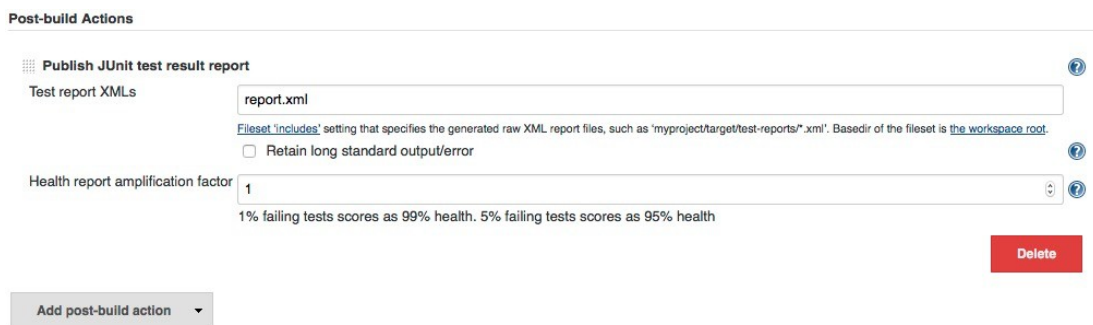 Post-build Actions
Publish JUnit test result report
Test report XMLs
report.xml
Fileset 'includes' setting that specifies the generated raw XML report files, such as 'myproject/target/test-reports/*.xml'. Basedir of the fileset is the workspace root.
Retain long standard output/error
Health report amplification factor
1
1% failing tests scores as 99% health. 5% failing tests scores as 95% health
Delete
Add post-build action